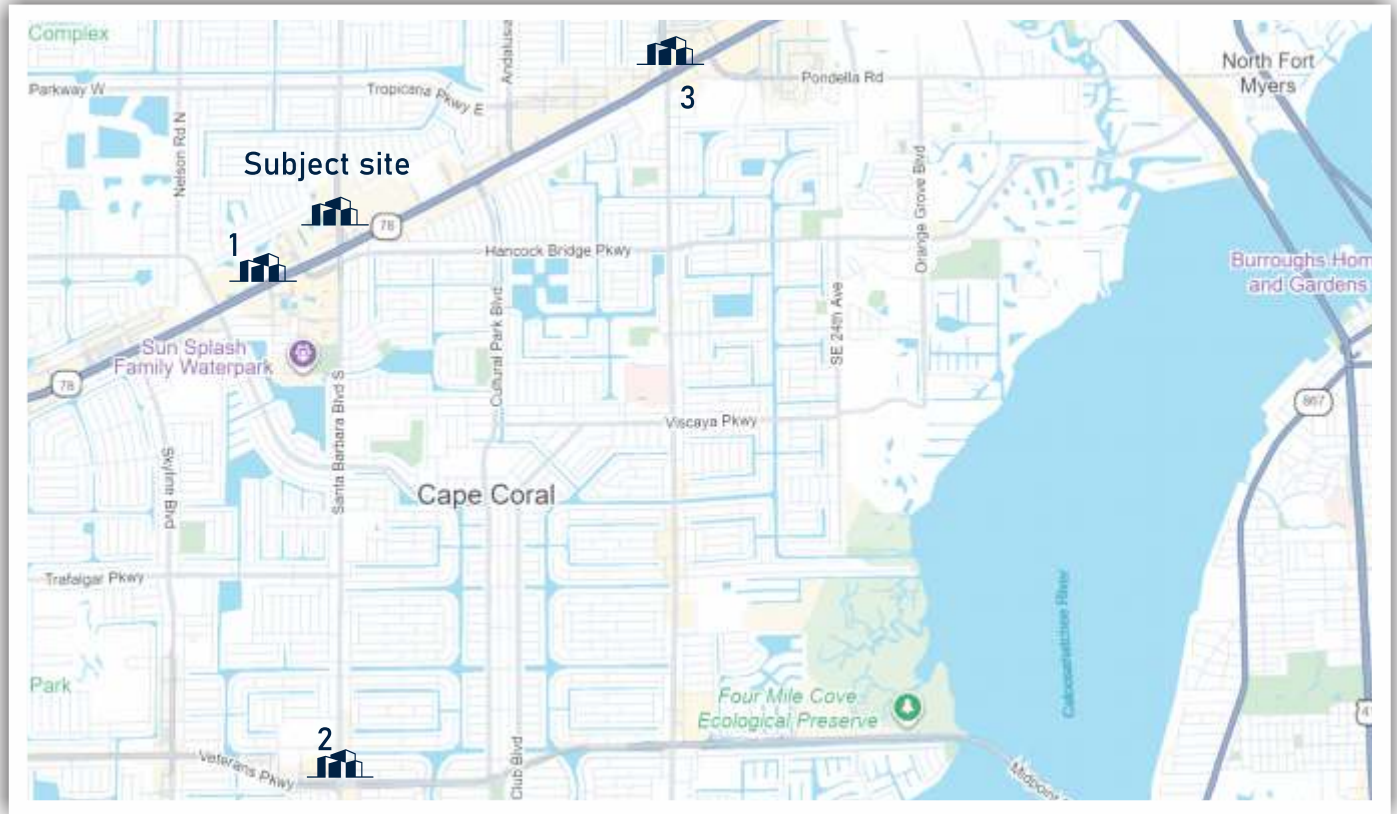 Complex
Parkway W
Tropicana Pkwy E
Andalusia
3
Pondella Rd
North Fort
Myers
Nelson Rd N
Subject site
78
1
Hancock Bridge Pkwy
Orange Grove Blvd
Burroughs Hom
and Gardens
Sun Splash
Family Waterpark
78
Cultural Park Blvd
SE 24th Ave
867
Santa Barbara Blvd S
Viscaya Pkwy
Skyline Blvd
Cape Coral
Trafalgar Pkwy
Caloosahatchee River
Park
Four Mile Cove
Ecological Preserve
2
Veterans Pkwy
Club Blvd
Midpoint
4